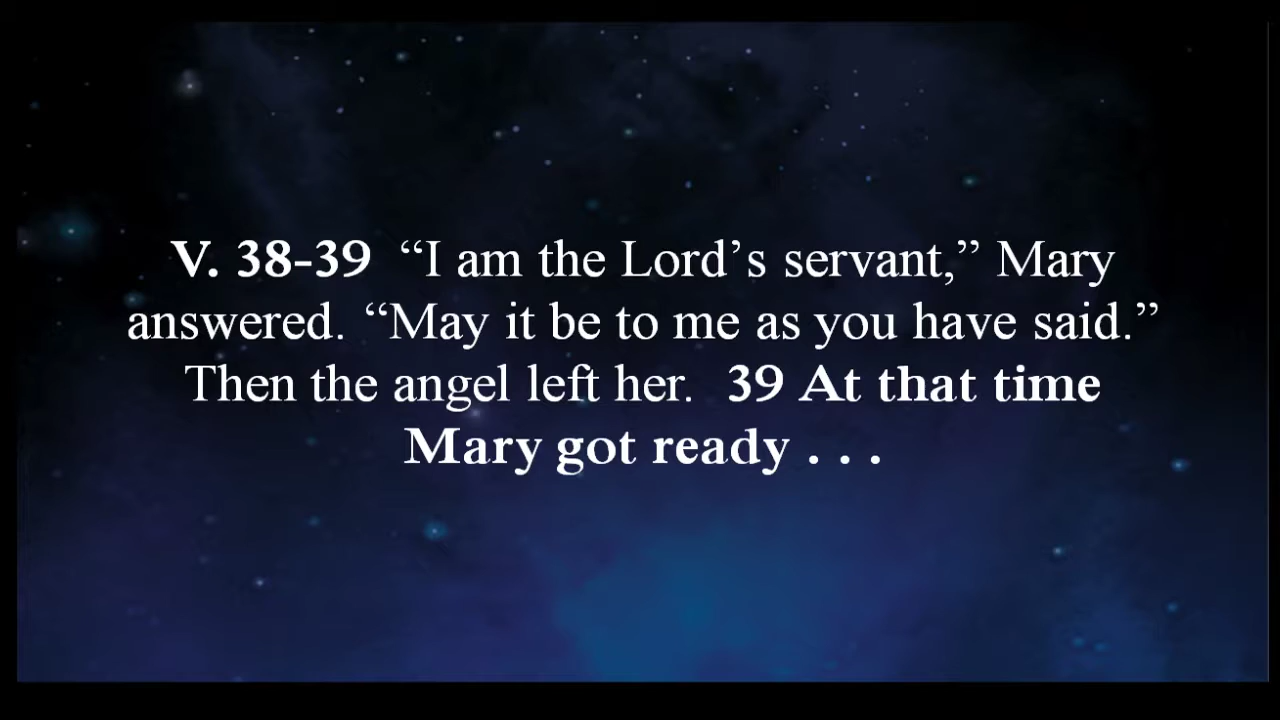 V. 38-39 “I am the Lord’s servant,” Mary
answered. “May it be to me as you have said.”
Then the angel left her. 39 At that time
Mary got ready . . .